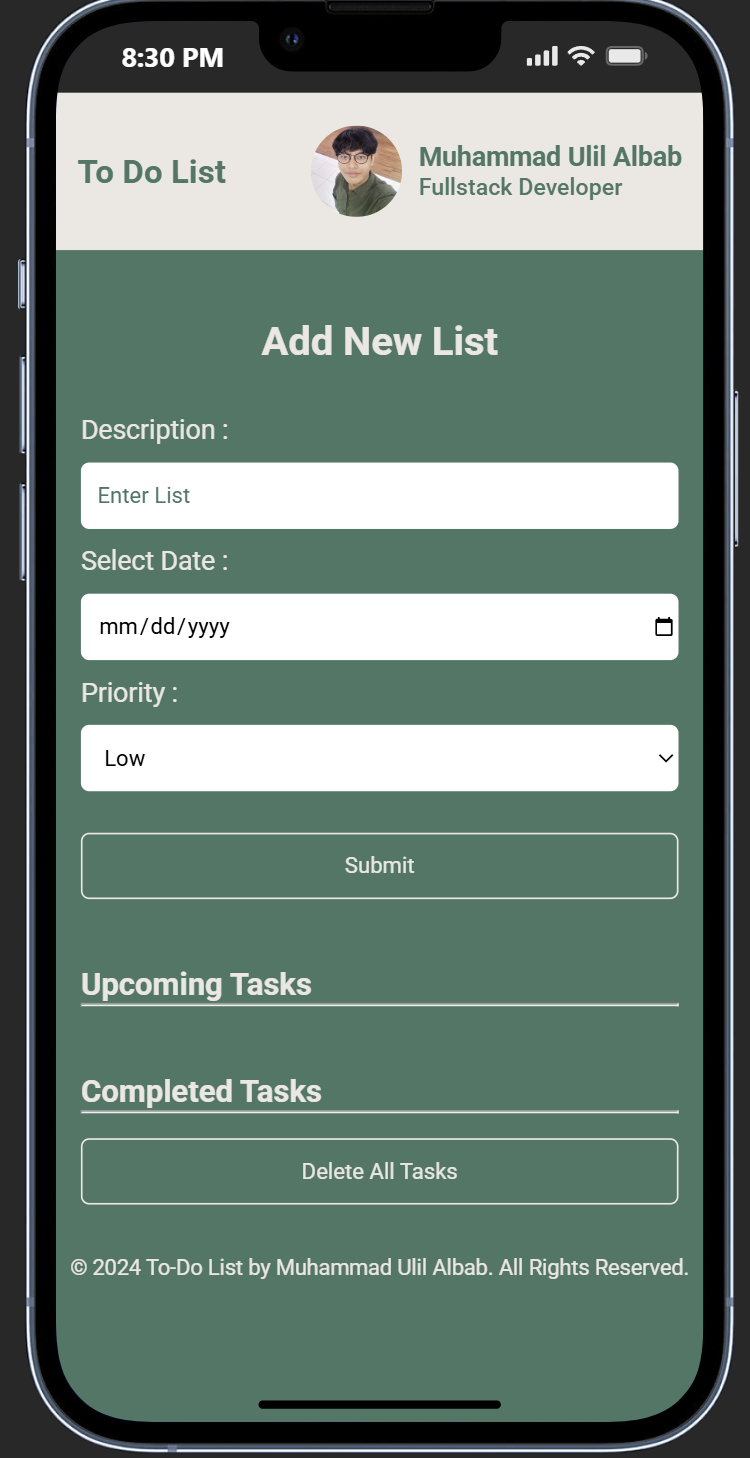 8:30 PM
To Do List
Muhammad Ulil Albab
Fullstack Developer
Add New List
Description :
Enter List
Select Date :
mm/dd/yyyy
Priority :
Low
Submit
Upcoming Tasks
Completed Tasks
Delete All Tasks
© 2024 To-Do List by Muhammad Ulil Albab. All Rights Reserved.